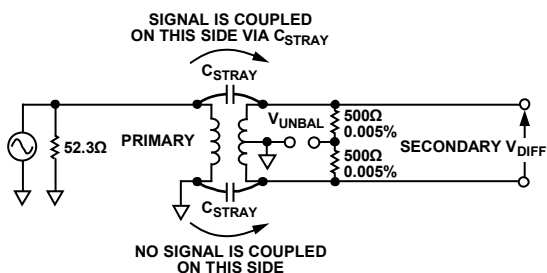 SIGNAL IS COUPLED
ON THIS SIDE VIA CSTRAY
CSTRAY
52.3Ω
PRIMARY
VUNBAL
500Ω
0.005%
500Ω
0.005%
SECONDARY VDIFF
CSTRAY
NO SIGNAL IS COUPLED
ON THIS SIDE